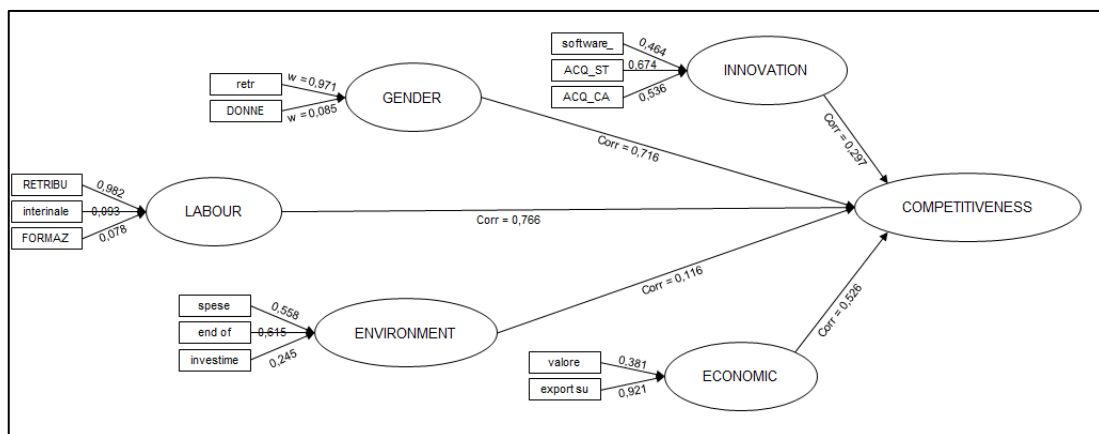 software_
0,464
ACQ_ST
0,674
ACQ_CA
0,536
INNOVATION
retr
w = 0,971
DONNE
w = 0,085
GENDER
Corr = 0,716
Corr = 0,297
RETRIBU
0,982
interinale
0,093
FORMAZ
0,078
LABOUR
Corr = 0,766
COMPETITIVENESS
spese
0,558
end of
0,615
investime
0,245
ENVIRONMENT
Corr = 0,116
valore
0,381
export su
0,921
ECONOMIC
Corr = 0,526